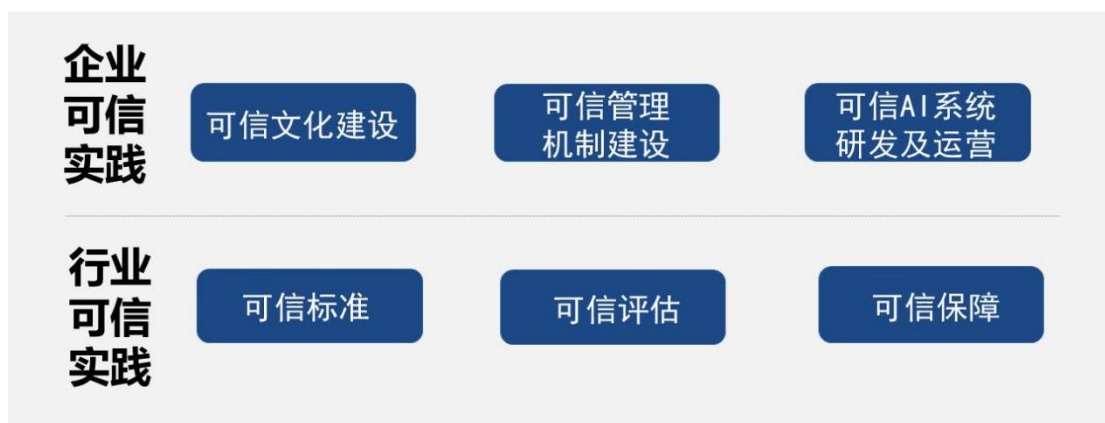 企业
可信
实践
可信文化建设
可信管理
机制建设
可信AI系统
研发及运营
行业
可信
实践
可信标准
可信评估
可信保障